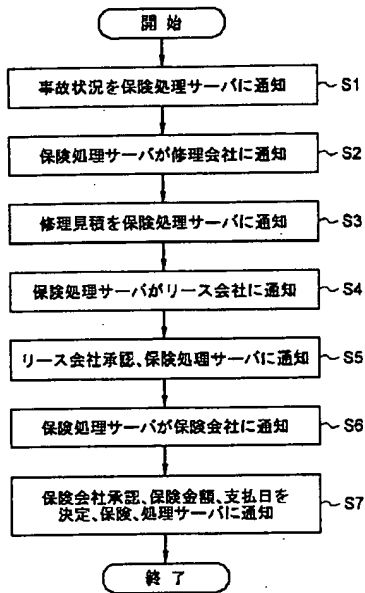 開始
事故状況を保険処理サーバに通知
S1
保険処理サーバが修理会社に通知
S2
修理見積を保険処理サーバに通知
S3
保険処理サーバがリース会社に通知
S4
リース会社承認、保険処理サーバに通知
S5
保険処理サーバが保険会社に通知
S6
保険会社承認、保険金額、支払日を
決定、保険、処理サーバに通知
S7
終了